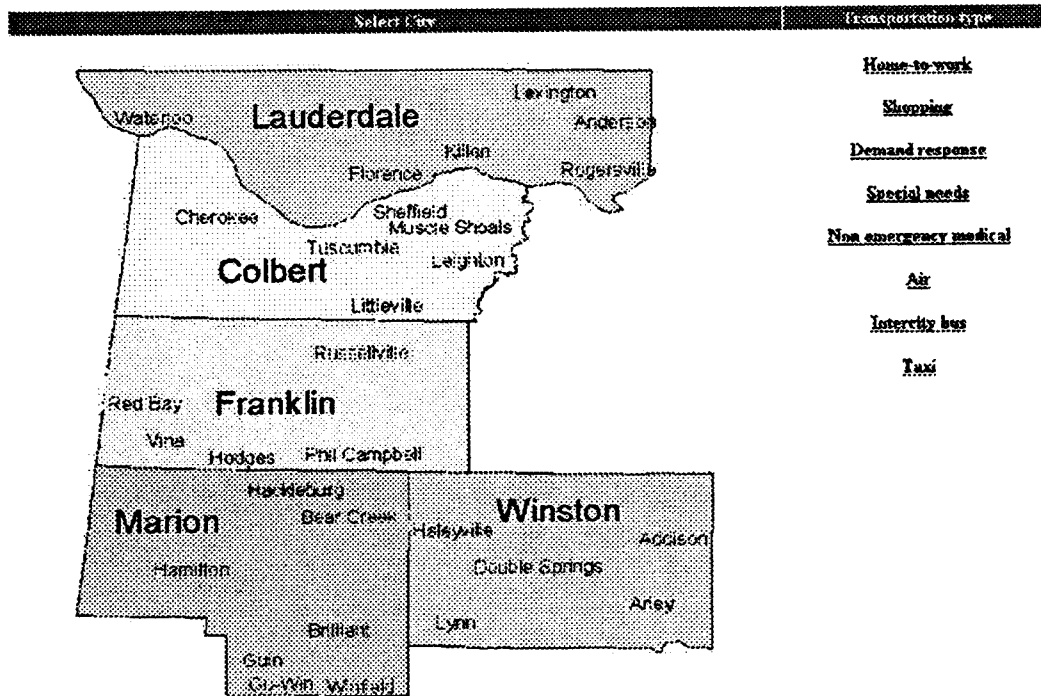 Select City
Transportation type
Home-to-work
Shopping
Demand response
Special needs
Non emergency medical
Air
Intercity bus
Taxi
Lexington
Lauderdale
Waterloo
Anderson
Killen
Florence
Rogersville
Cherokee
Sheffield
Muscle Shoals
Tuscumbia
Leighton
Colbert
Littleville
Russellville
Red Bay
Franklin
Vina
Hodges
Phil Campbell
Hackleburg
Bear Creek
Marion
Winston
Haleyville
Addison
Hamilton
Double Springs
Arley
Lynn
Brilliant
Guin
Gu-Win
Winfield